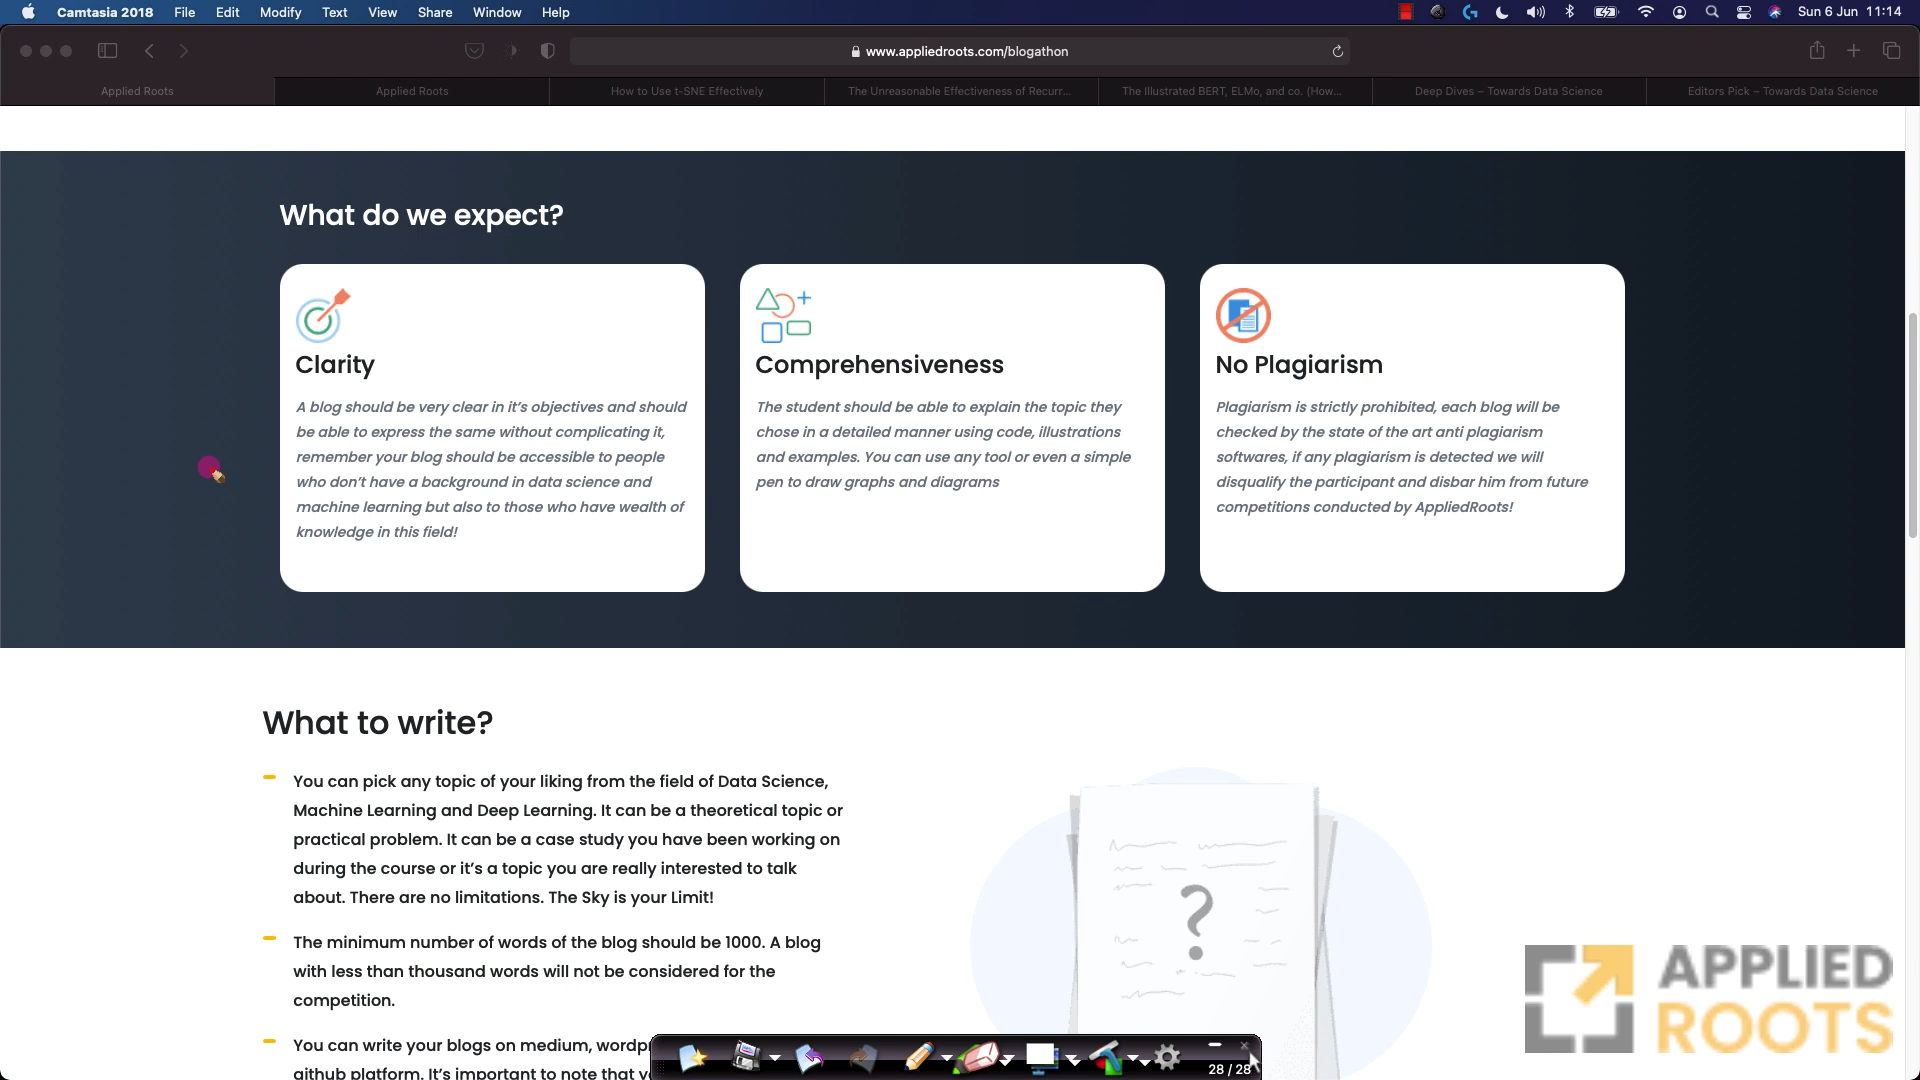 Camtasia 2018 File Edit Modify Text View Share Window Help Sun 6 Jun 11:14
www.appliedroots.com/blogathon
Applied Roots
Applied Roots
How to Use t-SNE Effectively
The Unreasonable Effectiveness of Recurr...
The Illustrated BERT, ELMo, and co. (How...
Deep Dives – Towards Data Science
Editors Pick – Towards Data Science
What do we expect?
Clarity
A blog should be very clear in it's objectives and should
be able to express the same without complicating it,
remember your blog should be accessible to people
who don't have a background in data science and
machine learning but also to those who have wealth of
knowledge in this field!
Comprehensiveness
The student should be able to explain the topic they
chose in a detailed manner using code, illustrations
and examples. You can use any tool or even a simple
pen to draw graphs and diagrams
No Plagiarism
Plagiarism is strictly prohibited, each blog will be
checked by the state of the art anti plagiarism
softwares, if any plagiarism is detected we will
disqualify the participant and disbar him from future
competitions conducted by AppliedRoots!
What to write?
You can pick any topic of your liking from the field of Data Science,
Machine Learning and Deep Learning. It can be a theoretical topic or
practical problem. It can be a case study you have been working on
during the course or it's a topic you are really interested to talk
about. There are no limitations. The Sky is your Limit!
The minimum number of words of the blog should be 1000. A blog
with less than thousand words will not be considered for the
competition.
You can write your blogs on medium,
github platform. It's important to note that
?
APPLIED
ROOTS
28 / 28